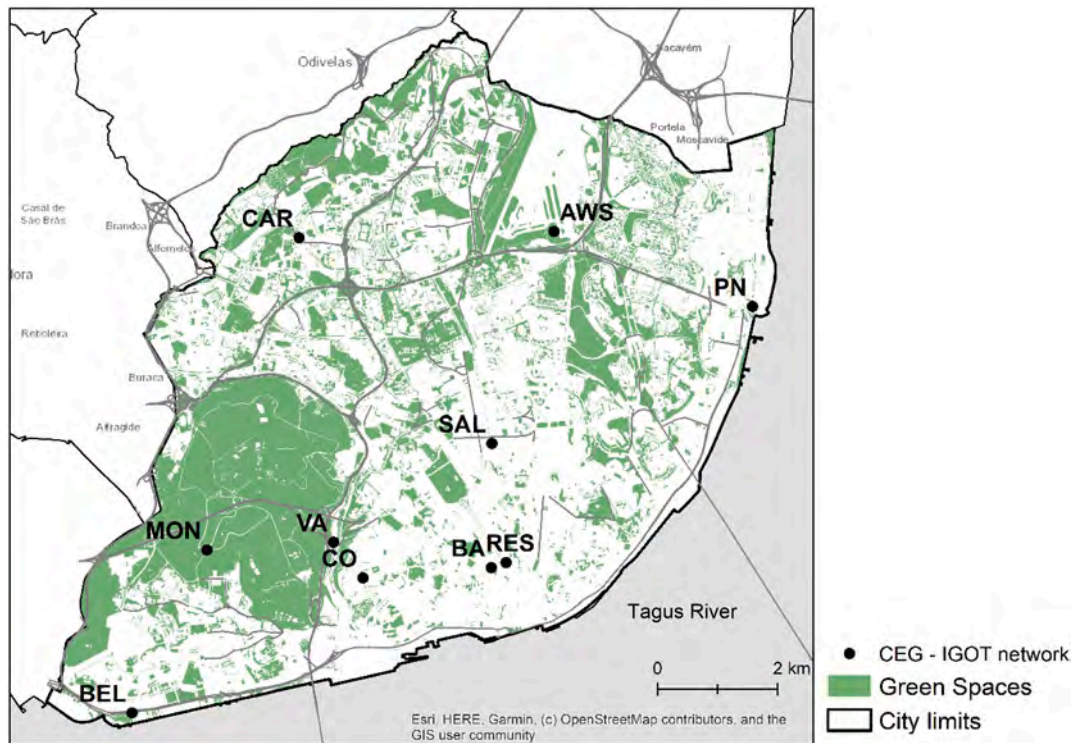 Sacavém
Odivelas
Portela
Moscavide
Casal de
São Brás
Brandoa
CAR
AWS
Alfornelos
dora
PN
Reboleira
Buraca
SAL
Alfragide
MON
VA
CO
BA
RES
Tagus River
0 2 km
BEL
Esri, HERE, Garmin, (c) OpenStreetMap contributors, and the
GIS user community
CEG - IGOT network
Green Spaces
City limits